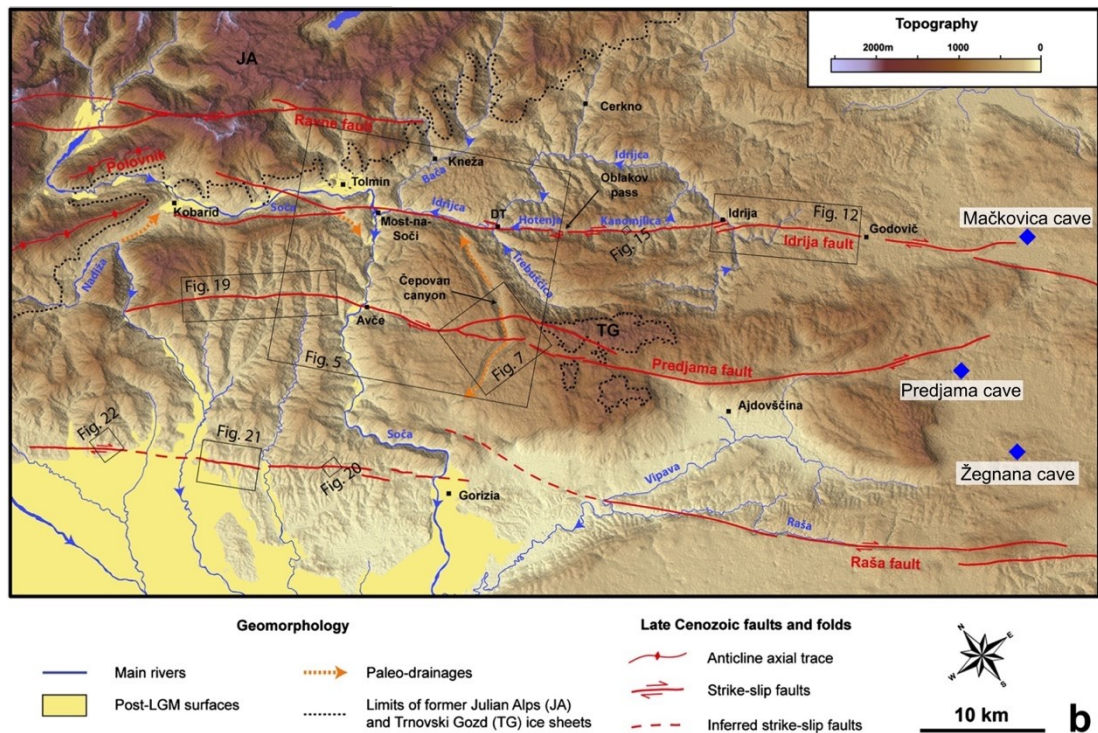 Topography
2000m 1000 0
JA
Cerkno
Ravne fault
Polovnik
Kneža
Bača
Idrijca
Oblakov
pass
Tolmin
Kobarid
Soča
Most-na-
Soči
Idrijca
DT
Hotenja
Kanomjlica
Idrija
Fig. 12
Godovič
Mačkovica cave
Fig. 15
Idrija fault
Trebuščica
Nadiža
Čepovan
canyon
Fig. 19
Avče
TG
Fig. 5
Fig. 7
Predjama fault
Predjama cave
Ajdovščina
Fig. 22
Fig. 21
Soča
Fig. 20
Vipava
Žegnana cave
Gorizia
Raša
Raša fault
Geomorphology
Main rivers
Post-LGM surfaces
Paleo-drainages
Limits of former Julian Alps (JA)
and Trnovski Gozd (TG) ice sheets
Late Cenozoic faults and folds
Anticline axial trace
Strike-slip faults
Inferred strike-slip faults
N
E
W
S
10 km
b